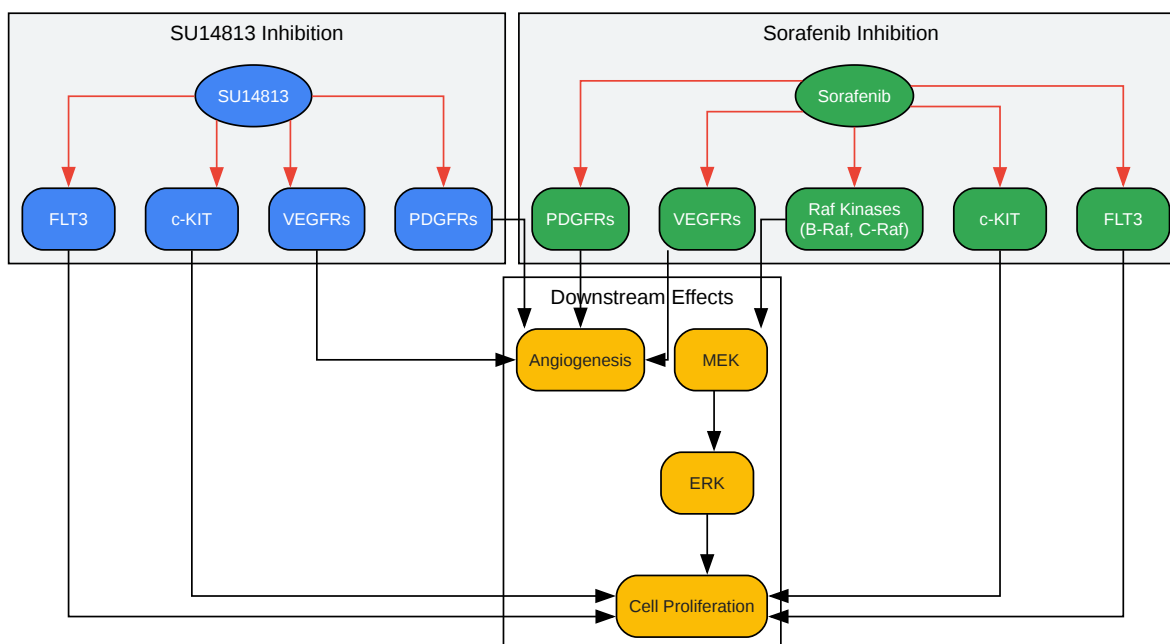 SU14813 Inhibition
SU14813
FLT3
c-KIT
VEGFRs
PDGFRs
Sorafenib Inhibition
Sorafenib
PDGFRs
VEGFRs
Raf Kinases
(B-Raf, C-Raf)
c-KIT
FLT3
Downstream Effects
Angiogenesis
MEK
ERK
Cell Proliferation